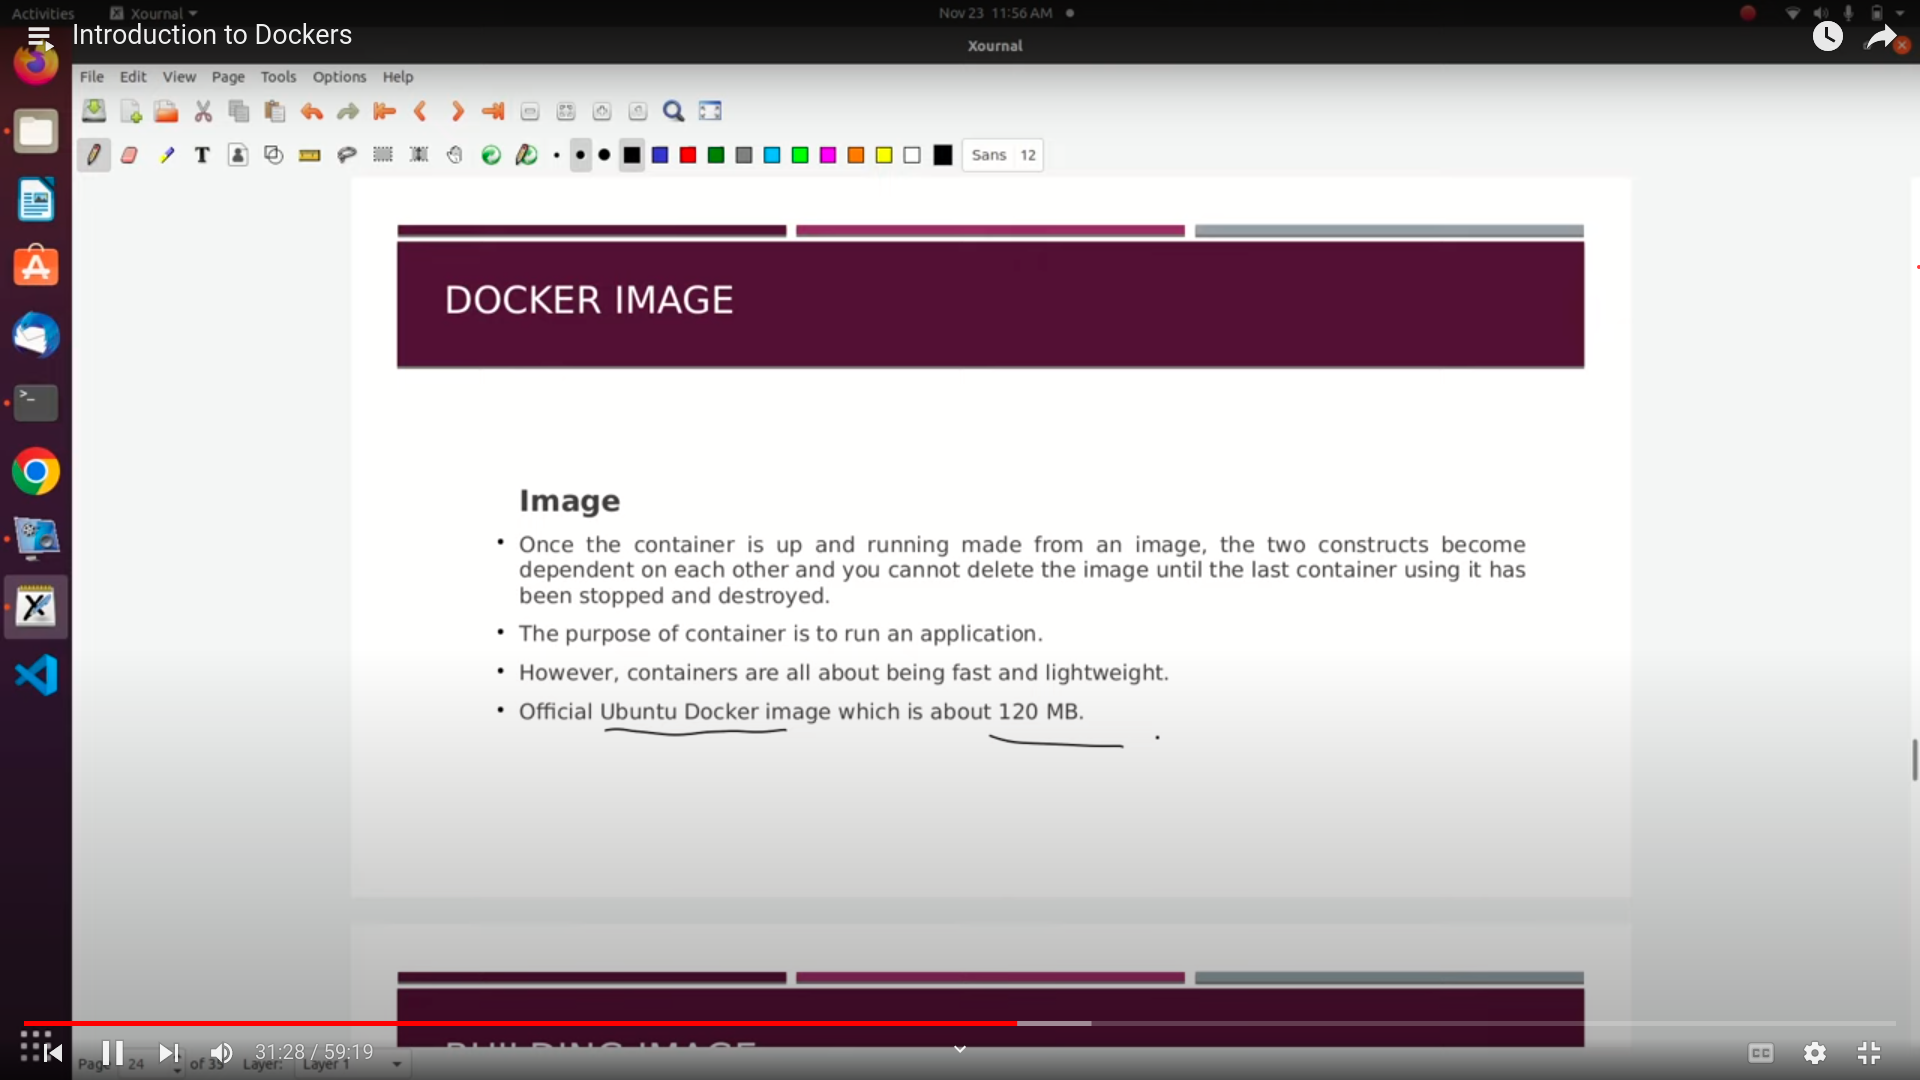 Activities
Xournal
Nov 23 11:56 AM
Introduction to Dockers
Xournal
File Edit View Page Tools Options Help
Sans 12
DOCKER IMAGE
Image
• Once the container is up and running made from an image, the two constructs become
dependent on each other and you cannot delete the image until the last container using it has
been stopped and destroyed.
• The purpose of container is to run an application.
• However, containers are all about being fast and lightweight.
• Official Ubuntu Docker image which is about 120 MB.
BUILDING IMAGE
31:28 / 59:19
CC
Page 24 of 35 Layer: Layer 1